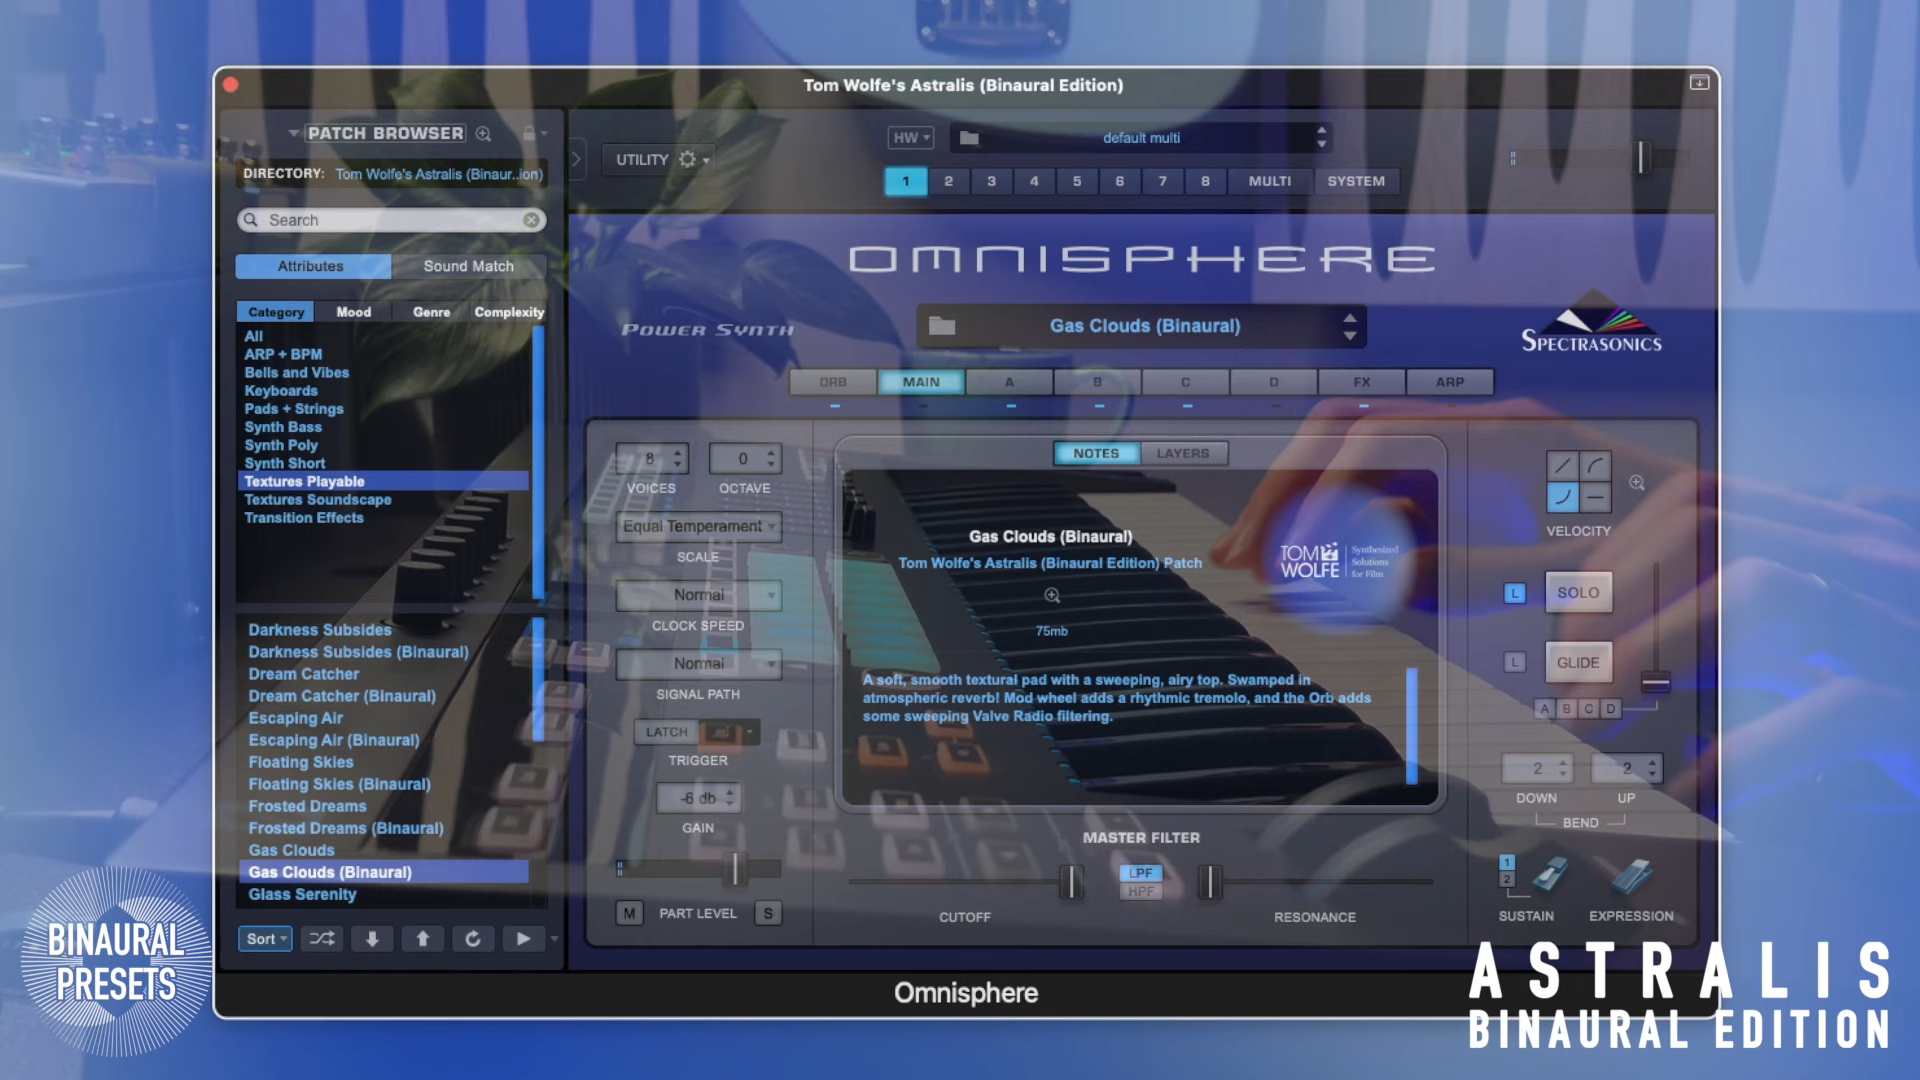 Tom Wolfe's Astralis (Binaural Edition)
PATCH BROWSER
DIRECTORY: Tom Wolfe's Astralis (Binaur..ion)
Search
Attributes
Sound Match
Category
Mood
Genre
Complexity
All
ARP + BPM
Bells and Vibes
Keyboards
Pads + Strings
Synth Bass
Synth Poly
Synth Short
Textures Playable
Textures Soundscape
Transition Effects
Darkness Subsides
Darkness Subsides (Binaural)
Dream Catcher
Dream Catcher (Binaural)
Escaping Air
Escaping Air (Binaural)
Floating Skies
Floating Skies (Binaural)
Frosted Dreams
Frosted Dreams (Binaural)
Gas Clouds
Gas Clouds (Binaural)
Glass Serenity
Sort
UTILITY
HW
default multi
1 2 3 4 5 6 7 8 MULTI SYSTEM
OMNISPHERE
POWER SYNTH
Gas Clouds (Binaural)
SPECTRASONICS
ORB MAIN A B C D FX ARP
8
VOICES
0
OCTAVE
Equal Temperament
SCALE
Normal
CLOCK SPEED
Normal
SIGNAL PATH
LATCH
TRIGGER
-6 db
GAIN
M PART LEVEL S
NOTES LAYERS
Gas Clouds (Binaural)
Tom Wolfe's Astralis (Binaural Edition) Patch
75mb
A soft, smooth textural pad with a sweeping, airy top. Swamped in
atmospheric reverb! Mod wheel adds a rhythmic tremolo, and the Orb adds
some sweeping Valve Radio filtering.
TOM WOLFE
Synthesized
Solutions
for Film
MASTER FILTER
LPF
HPF
CUTOFF
RESONANCE
VELOCITY
L SOLO
L GLIDE
A B C D
2
DOWN
2
UP
BEND
1
2
SUSTAIN
EXPRESSION
Omnisphere
BINAURAL
PRESETS
ASTRALIS
BINAURAL EDITION